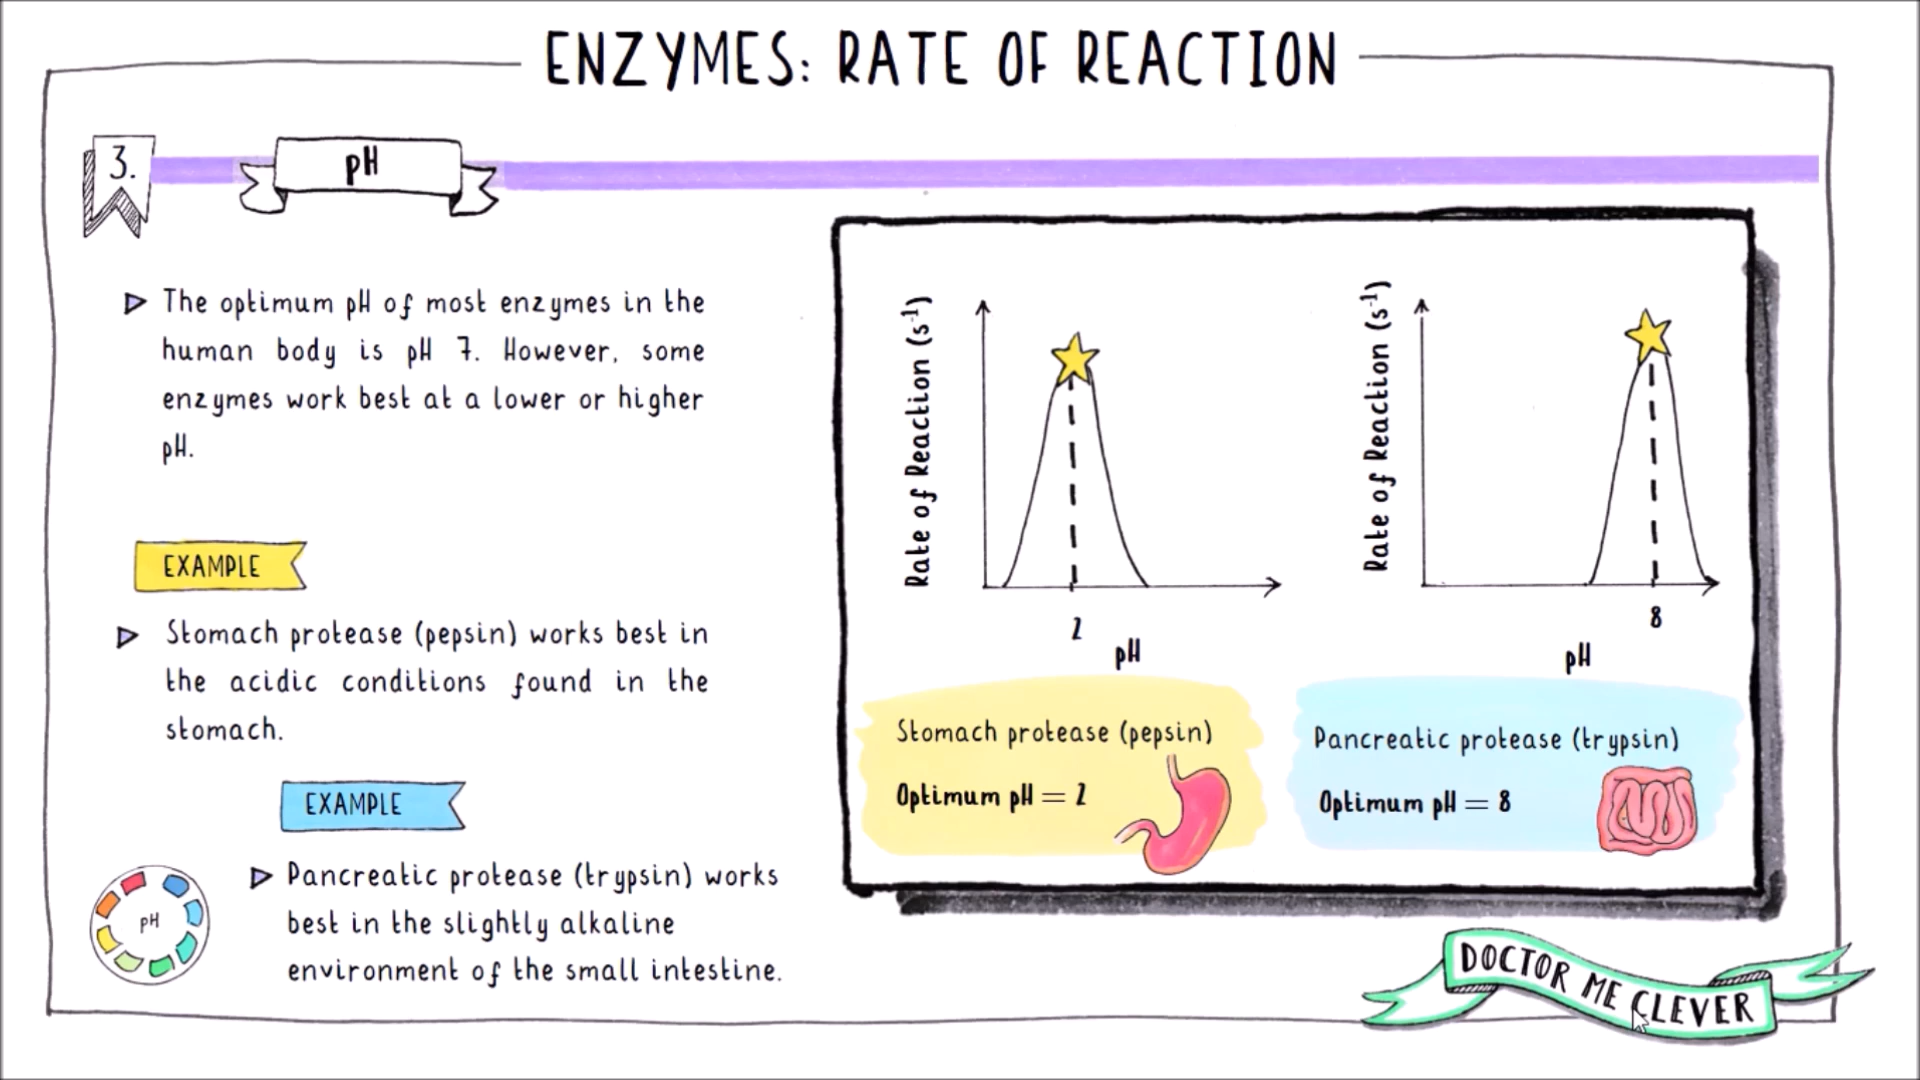 ENZYMES: RATE OF REACTION
3.
pH
The optimum pH of most enzymes in the
human body is pH 7. However, some
enzymes work best at a lower or higher
pH.
EXAMPLE
Stomach protease (pepsin) works best in
the acidic conditions found in the
stomach.
EXAMPLE
pH
Pancreatic protease (trypsin) works
best in the slightly alkaline
environment of the small intestine.
Rate of Reaction (s⁻¹)
2
pH
Rate of Reaction (s⁻¹)
8
pH
Stomach protease (pepsin)
Optimum pH = 2
Pancreatic protease (trypsin)
Optimum pH = 8
DOCTOR ME CLEVER